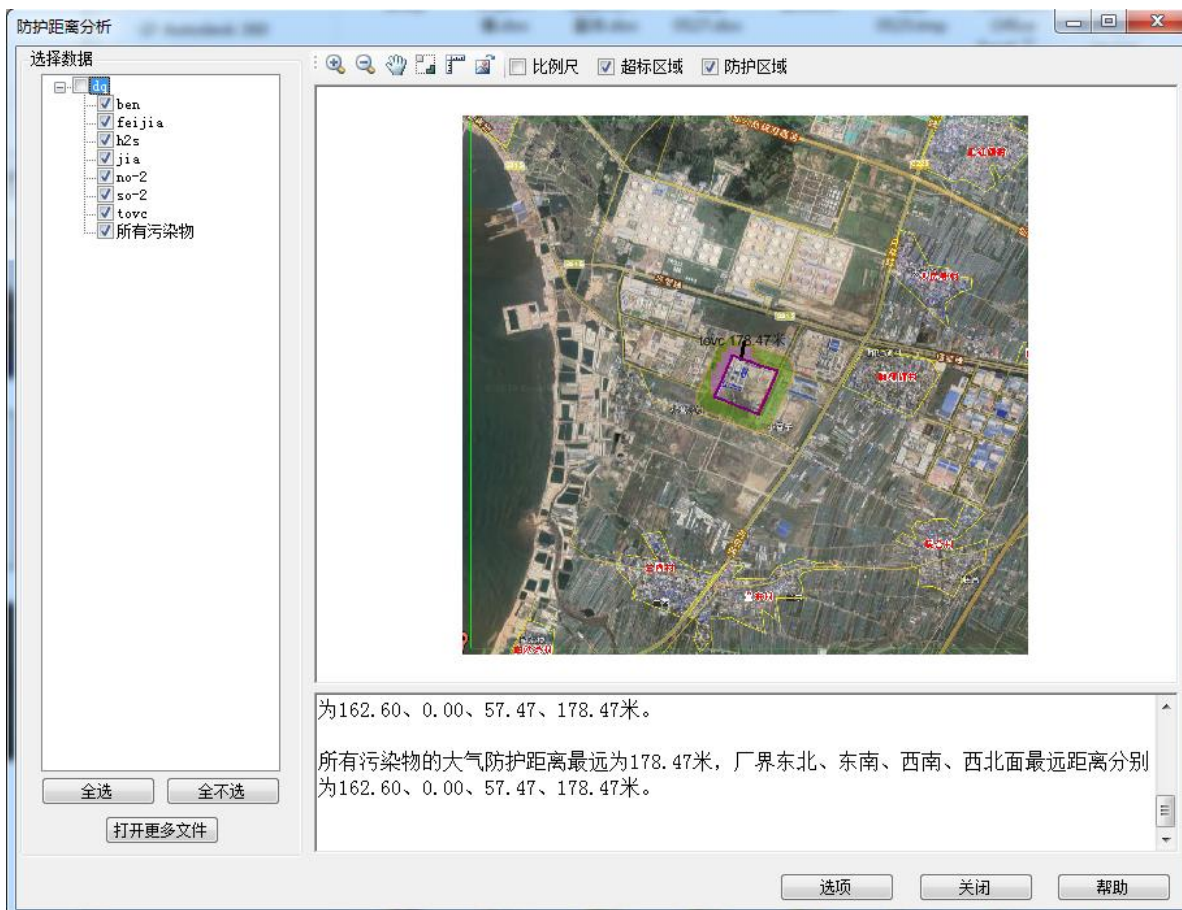 防护距离分析
选择数据
比例尺
超标区域
防护区域
dq
ben
feijia
h2s
jia
no-2
so-2
tovc
所有污染物
tovc 178.47米
为162.60、0.00、57.47、178.47米。
所有污染物的大气防护距离最远为178.47米，厂界东北、东南、西南、西北面最远距离分别
为162.60、0.00、57.47、178.47米。
全选
全不选
打开更多文件
选项
关闭
帮助